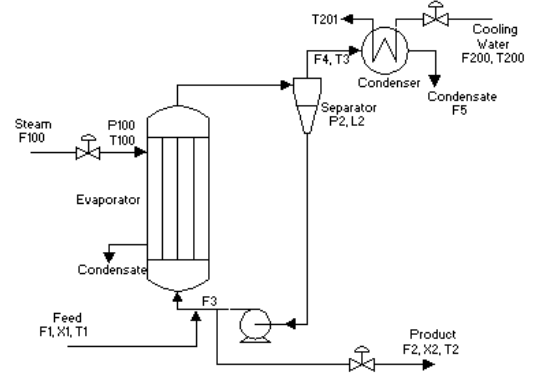 T201
Cooling
Water
F200, T200
F4, T3
Condenser
Condensate
F5
Separator
P2, L2
Steam
F100
P100
T100
Evaporator
Condensate
F3
Feed
F1, X1, T1
Product
F2, X2, T2